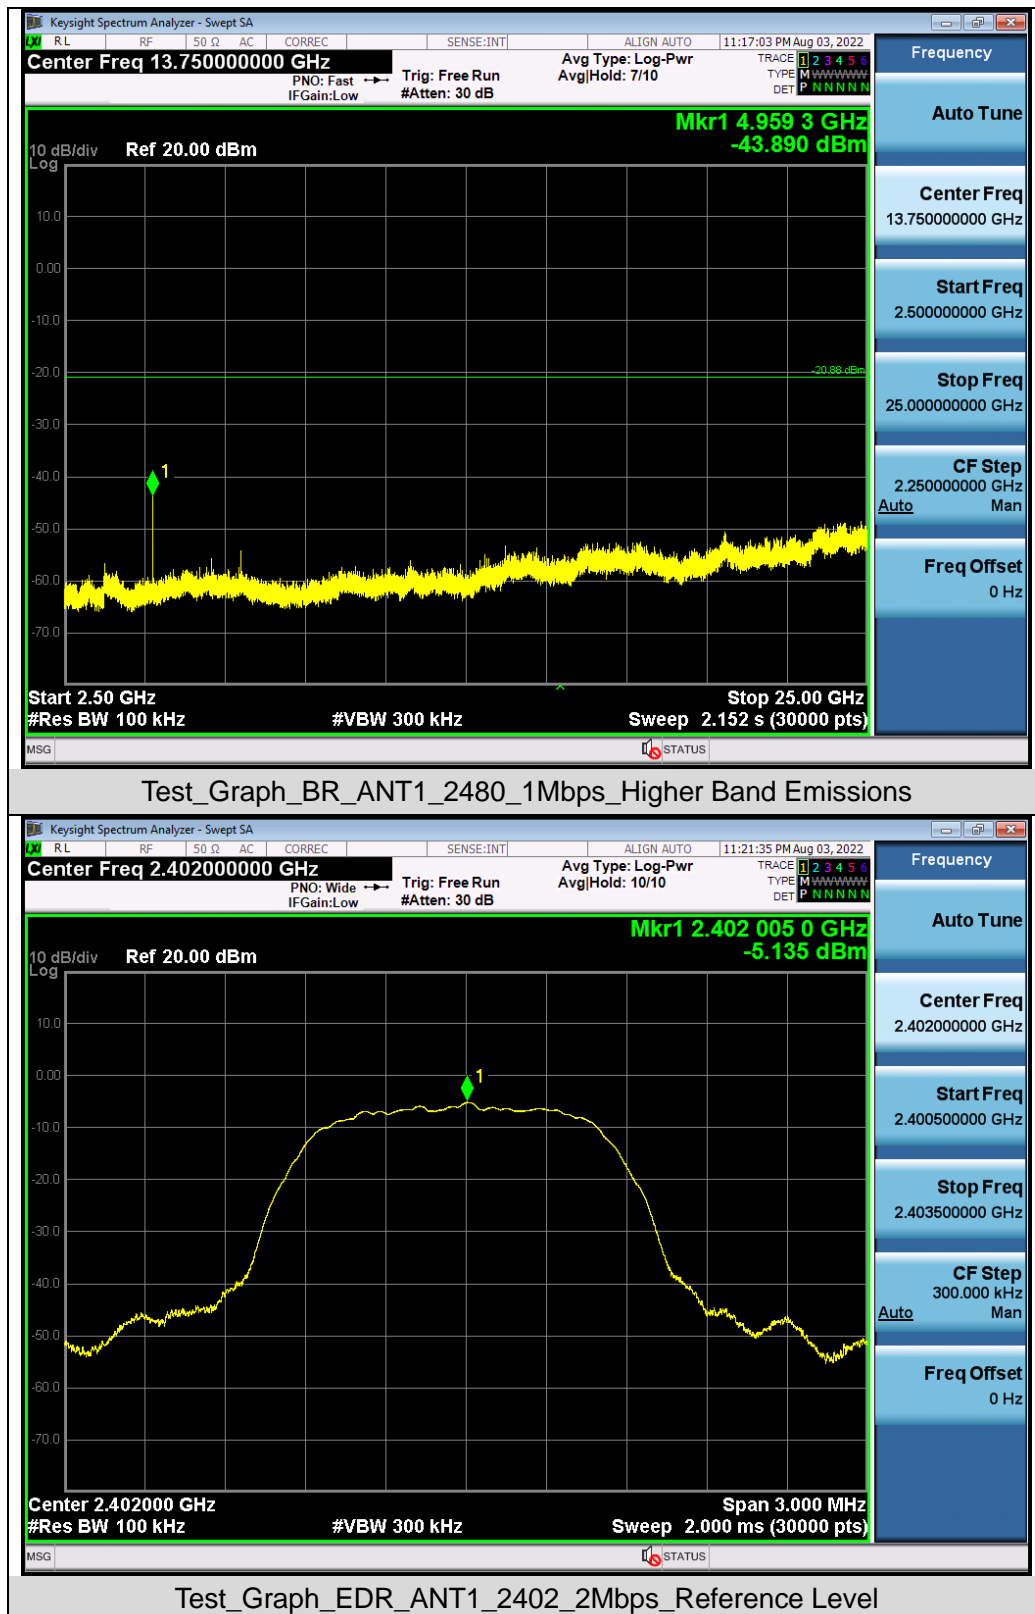 Keysight Spectrum Analyzer - Swept SA
LXI RL RF 50 Ω AC CORREC SENSE:INT ALIGN AUTO 11:17:03 PM Aug 03, 2022
Center Freq 13.750000000 GHz
PNO: Fast
IFGain:Low
Trig: Free Run
#Atten: 30 dB
Avg Type: Log-Pwr
Avg|Hold: 7/10
TRACE 1 2 3 4 5 6
TYPE M WWWWW
DET P N N N N N
Mkr1 4.959 3 GHz
-43.890 dBm
10 dB/div Ref 20.00 dBm
Log
10.0
0.00
-10.0
-20.0
-20.88 dBm
-30.0
-40.0
1
-50.0
-60.0
-70.0
Start 2.50 GHz Stop 25.00 GHz
#Res BW 100 kHz #VBW 300 kHz Sweep 2.152 s (30000 pts)
MSG STATUS
Frequency
Auto Tune
Center Freq
13.750000000 GHz
Start Freq
2.500000000 GHz
Stop Freq
25.000000000 GHz
CF Step
2.250000000 GHz
Auto Man
Freq Offset
0 Hz
Test_Graph_BR_ANT1_2480_1Mbps_Higher Band Emissions
Keysight Spectrum Analyzer - Swept SA
LXI RL RF 50 Ω AC CORREC SENSE:INT ALIGN AUTO 11:21:35 PM Aug 03, 2022
Center Freq 2.402000000 GHz
PNO: Wide
IFGain:Low
Trig: Free Run
#Atten: 30 dB
Avg Type: Log-Pwr
Avg|Hold: 10/10
TRACE 1 2 3 4 5 6
TYPE M WWWWW
DET P N N N N N
Mkr1 2.402 005 0 GHz
-5.135 dBm
10 dB/div Ref 20.00 dBm
Log
10.0
0.00
1
-10.0
-20.0
-30.0
-40.0
-50.0
-60.0
-70.0
Center 2.402000 GHz Span 3.000 MHz
#Res BW 100 kHz #VBW 300 kHz Sweep 2.000 ms (30000 pts)
MSG STATUS
Frequency
Auto Tune
Center Freq
2.402000000 GHz
Start Freq
2.400500000 GHz
Stop Freq
2.403500000 GHz
CF Step
300.000 kHz
Auto Man
Freq Offset
0 Hz
Test_Graph_EDR_ANT1_2402_2Mbps_Reference Level